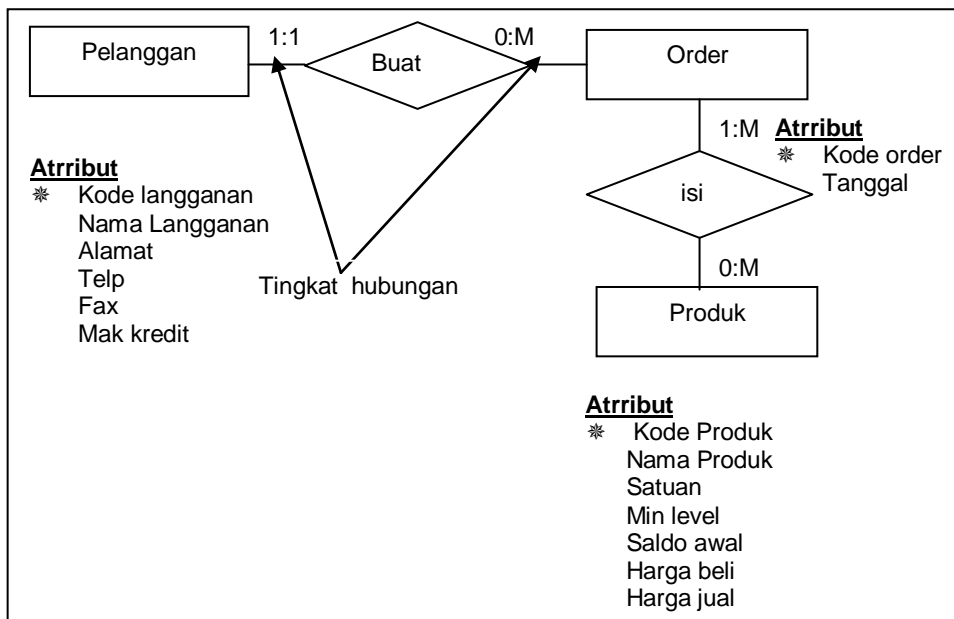 Pelanggan
1:1
Buat
0:M
Order
1:M
Atrribut
✵ Kode order
Tanggal
isi
0:M
Produk
Atrribut
✵ Kode langganan
Nama Langganan
Alamat
Telp
Fax
Mak kredit
Tingkat hubungan
Atrribut
✵ Kode Produk
Nama Produk
Satuan
Min level
Saldo awal
Harga beli
Harga jual